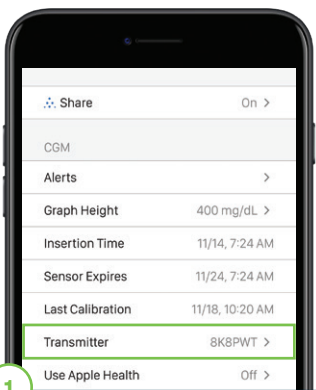 Share On >
CGM
Alerts >
Graph Height 400 mg/dL >
Insertion Time 11/14, 7:24 AM
Sensor Expires 11/24, 7:24 AM
Last Calibration 11/18, 10:20 AM
Transmitter 8K8PWT >
Use Apple Health Off >
1